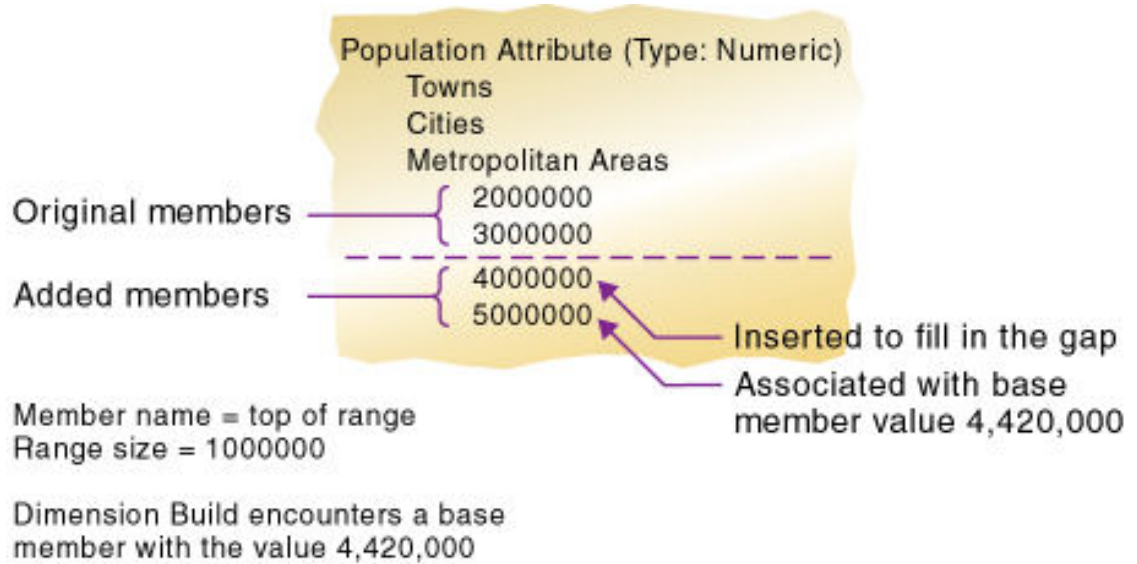 Population Attribute (Type: Numeric)
Towns
Cities
Metropolitan Areas
2000000
3000000
Original members
4000000
5000000
Added members
Inserted to fill in the gap
Associated with base
member value 4,420,000
Member name = top of range
Range size = 1000000
Dimension Build encounters a base
member with the value 4,420,000